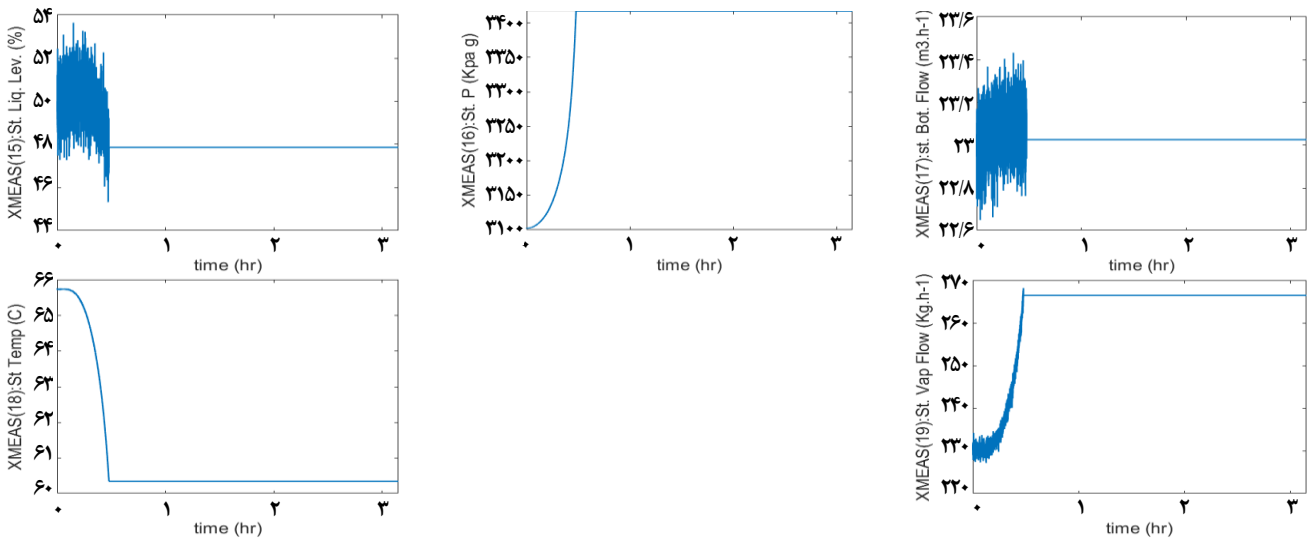 XMEAS(15):St. Liq. Lev. (%)
۵۴
۵۲
۵۰
۴۸
۴۶
۴۴
۰ ۱ ۲ ۳
time (hr)
XMEAS(16):St. P (Kpa g)
۳۴۰۰
۳۳۵۰
۳۳۰۰
۳۲۵۰
۳۲۰۰
۳۱۵۰
۳۱۰۰
۰ ۱ ۲ ۳
time (hr)
XMEAS(17):st. Bot. Flow (m3.h-1)
۲۳/۶
۲۳/۴
۲۳/۲
۲۳
۲۲/۸
۲۲/۶
۰ ۱ ۲ ۳
time (hr)
XMEAS(18):St Temp (C)
۶۶
۶۵
۶۴
۶۳
۶۲
۶۱
۶۰
۰ ۱ ۲ ۳
time (hr)
XMEAS(19):St. Vap Flow (Kg.h-1)
۲۷۰
۲۶۰
۲۵۰
۲۴۰
۲۳۰
۲۲۰
۰ ۱ ۲ ۳
time (hr)